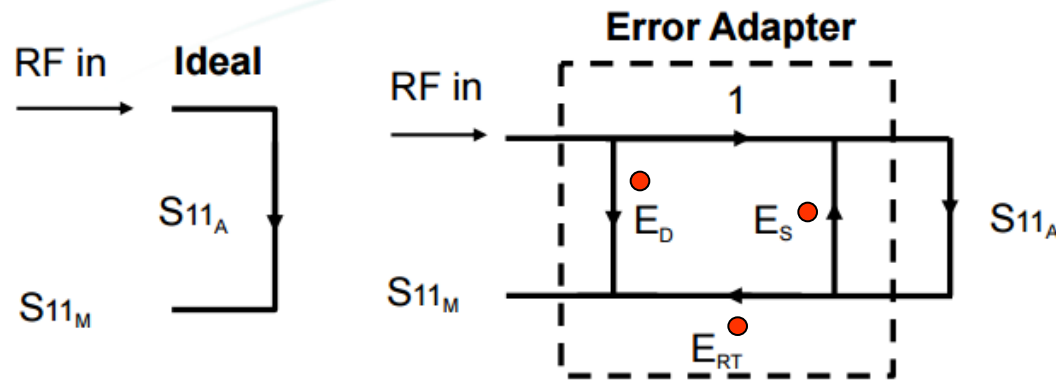 RF in
Ideal
S11A
S11M
Error Adapter
RF in
1
ED
ES
S11A
S11M
ERT